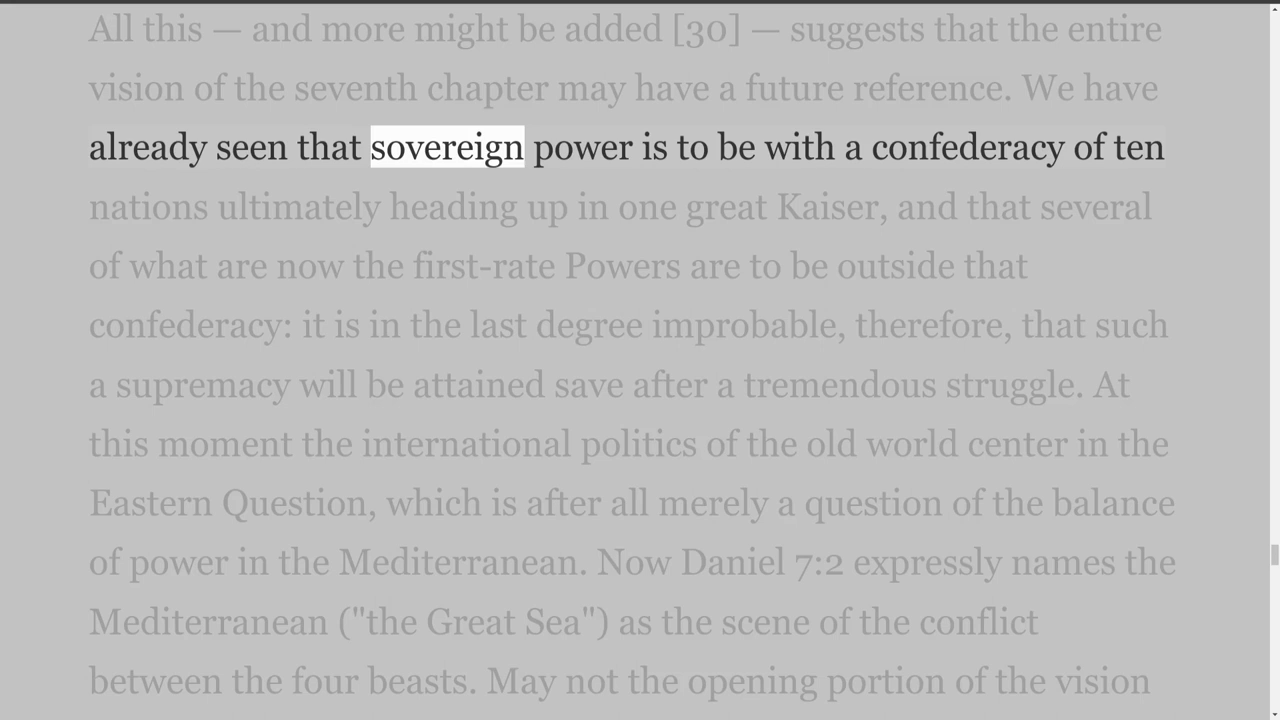 All this — and more might be added [30] — suggests that the entire
vision of the seventh chapter may have a future reference. We have
already seen that sovereign power is to be with a confederacy of ten
nations ultimately heading up in one great Kaiser, and that several
of what are now the first-rate Powers are to be outside that
confederacy: it is in the last degree improbable, therefore, that such
a supremacy will be attained save after a tremendous struggle. At
this moment the international politics of the old world center in the
Eastern Question, which is after all merely a question of the balance
of power in the Mediterranean. Now Daniel 7:2 expressly names the
Mediterranean ("the Great Sea") as the scene of the conflict
between the four beasts. May not the opening portion of the vision